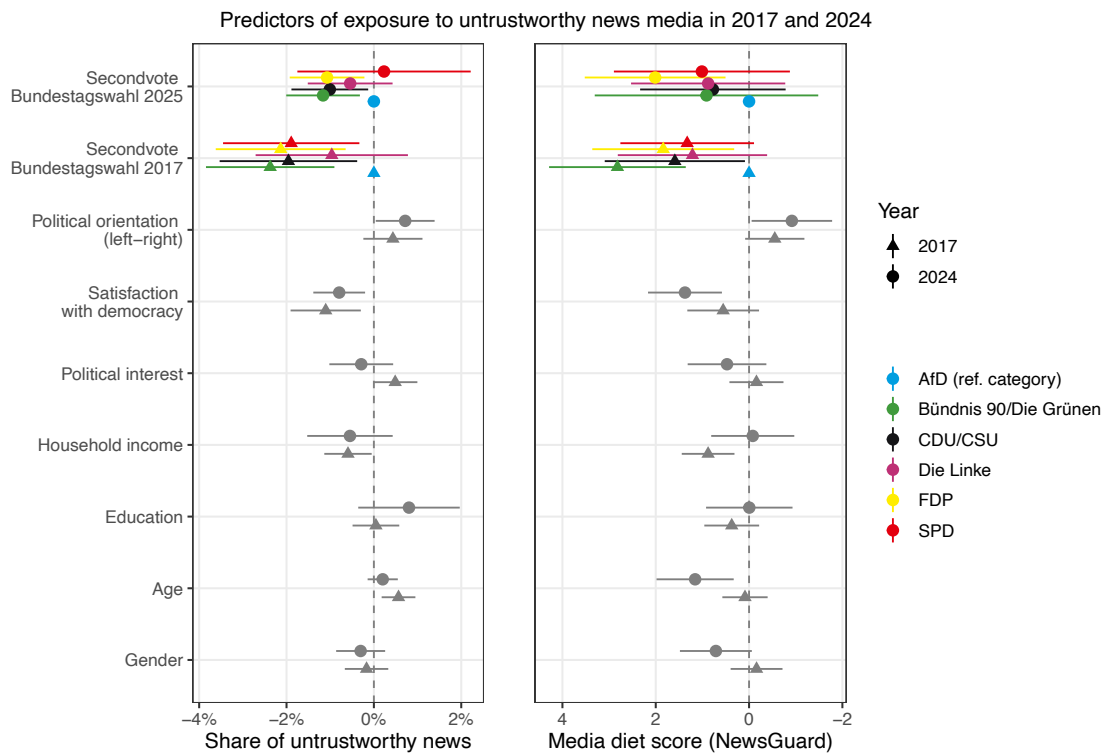 Predictors of exposure to untrustworthy news media in 2017 and 2024
Secondvote
Bundestagswahl 2025
Secondvote
Bundestagswahl 2017
Political orientation
(left−right)
Satisfaction
with democracy
Political interest
Household income
Education
Age
Gender
−4%
−2%
0%
2%
Share of untrustworthy news
4
2
0
−2
Media diet score (NewsGuard)
Year
2017
2024
AfD (ref. category)
Bündnis 90/Die Grünen
CDU/CSU
Die Linke
FDP
SPD